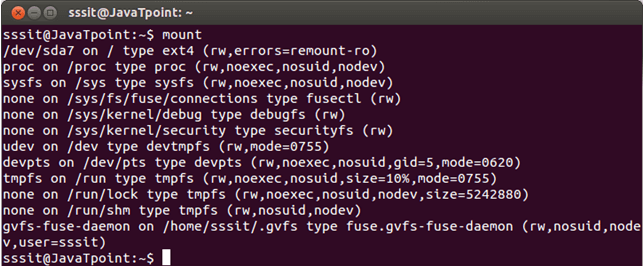 sssit@JavaTpoint: ~
sssit@JavaTpoint:~$ mount
/dev/sda7 on / type ext4 (rw,errors=remount-ro)
proc on /proc type proc (rw,noexec,nosuid,nodev)
sysfs on /sys type sysfs (rw,noexec,nosuid,nodev)
none on /sys/fs/fuse/connections type fusectl (rw)
none on /sys/kernel/debug type debugfs (rw)
none on /sys/kernel/security type securityfs (rw)
udev on /dev type devtmpfs (rw,mode=0755)
devpts on /dev/pts type devpts (rw,noexec,nosuid,gid=5,mode=0620)
tmpfs on /run type tmpfs (rw,noexec,nosuid,size=10%,mode=0755)
none on /run/lock type tmpfs (rw,noexec,nosuid,nodev,size=5242880)
none on /run/shm type tmpfs (rw,nosuid,nodev)
gvfs-fuse-daemon on /home/sssit/.gvfs type fuse.gvfs-fuse-daemon (rw,nosuid,node
v,user=sssit)
sssit@JavaTpoint:~$